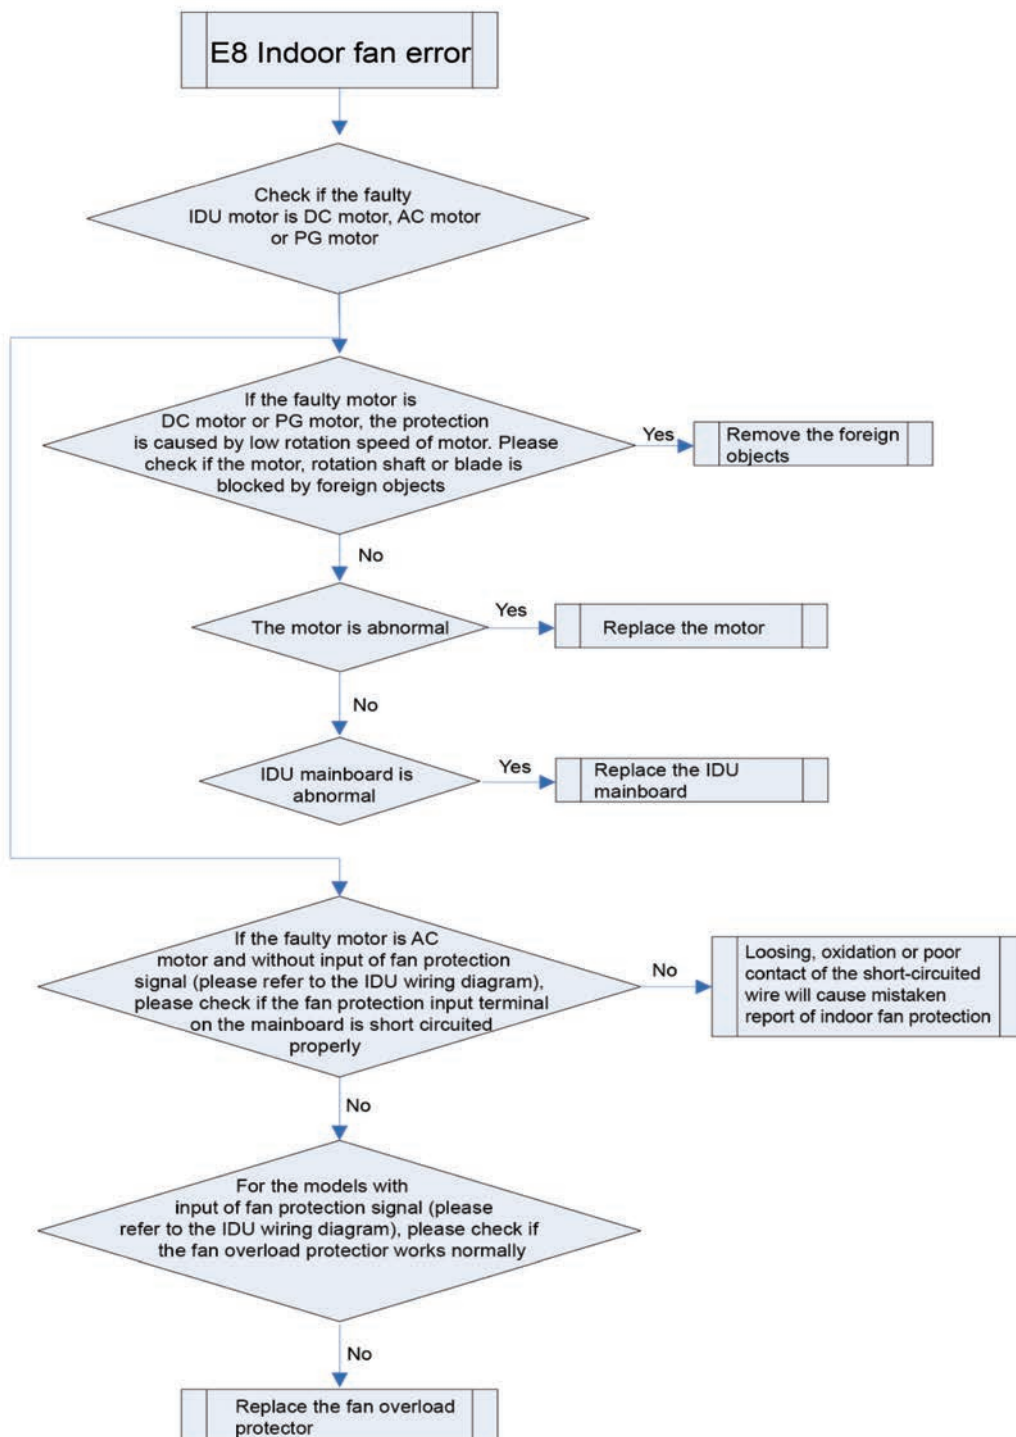 E8 Indoor fan error
Check if the faulty
IDU motor is DC motor, AC motor
or PG motor
If the faulty motor is
DC motor or PG motor, the protection
is caused by low rotation speed of motor. Please
check if the motor, rotation shaft or blade is
blocked by foreign objects
Yes
Remove the foreign
objects
No
The motor is abnormal
Yes
Replace the motor
No
IDU mainboard is
abnormal
Yes
Replace the IDU
mainboard
If the faulty motor is AC
motor and without input of fan protection
signal (please refer to the IDU wiring diagram),
please check if the fan protection input terminal
on the mainboard is short circuited
properly
No
Loosing, oxidation or poor
contact of the short-circuited
wire will cause mistaken
report of indoor fan protection
No
For the models with
input of fan protection signal (please
refer to the IDU wiring diagram), please check if
the fan overload protectior works normally
No
Replace the fan overload
protector